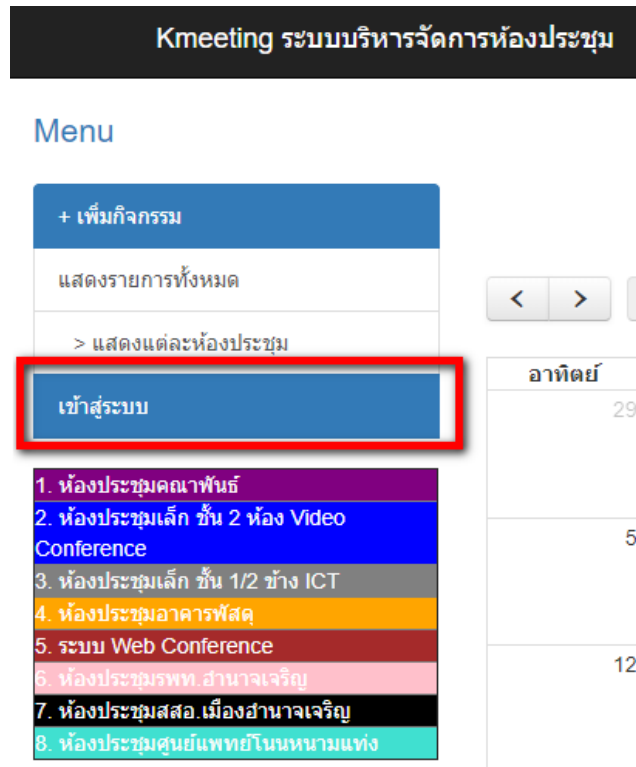 Kmeeting ระบบบริหารจัดการห้องประชุม
Menu
+ เพิ่มกิจกรรม
แสดงรายการทั้งหมด
> แสดงแต่ละห้องประชุม
เข้าสู่ระบบ
1. ห้องประชุมคณาพันธ์
2. ห้องประชุมเล็ก ชั้น 2 ห้อง Video
Conference
3. ห้องประชุมเล็ก ชั้น 1/2 ข้าง ICT
4. ห้องประชุมอาคารพัสดุ
5. ระบบ Web Conference
6. ห้องประชุมรพท.อำนาจเจริญ
7. ห้องประชุมสสอ.เมืองอำนาจเจริญ
8. ห้องประชุมศูนย์แพทย์โนนหนามแท่ง
< >
อาทิตย์
29
5
12